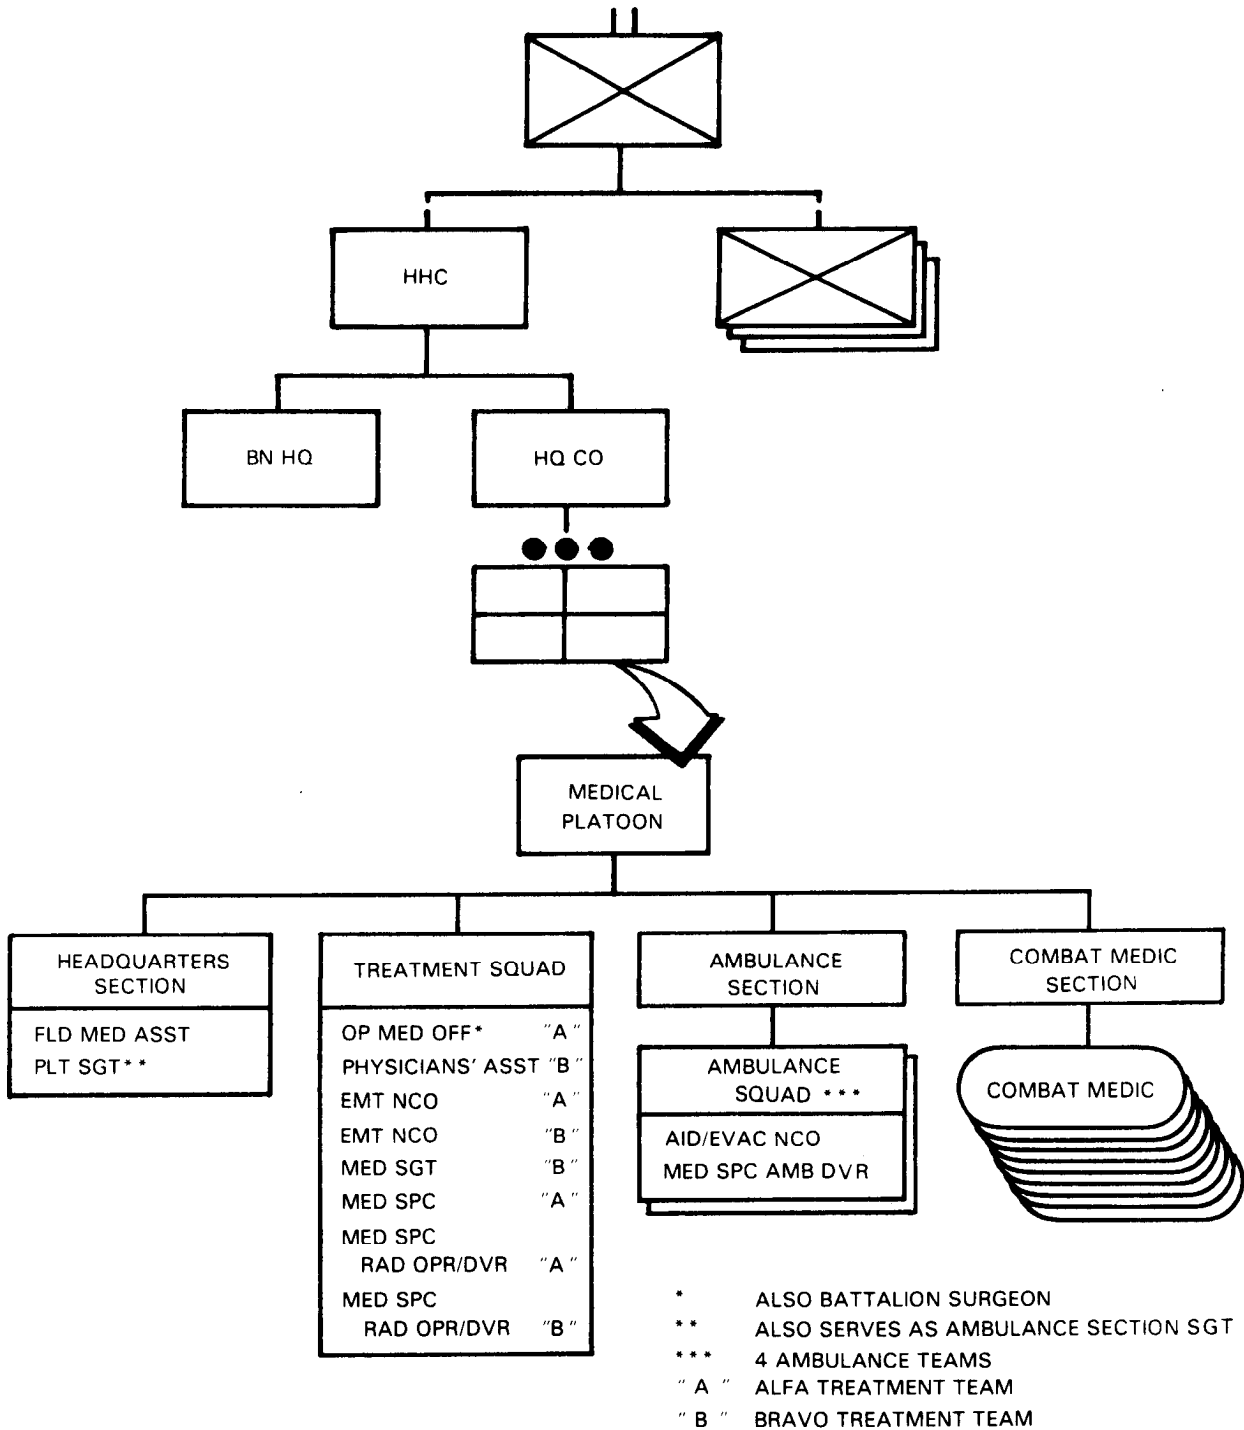 HHC
BN HQ
HQ CO
MEDICAL
PLATOON
HEADQUARTERS
SECTION
FLD MED ASST
PLT SGT**
TREATMENT SQUAD
OP MED OFF* "A"
PHYSICIANS' ASST "B"
EMT NCO "A"
EMT NCO "B"
MED SGT "B"
MED SPC "A"
MED SPC
RAD OPR/DVR "A"
MED SPC
RAD OPR/DVR "B"
AMBULANCE
SECTION
AMBULANCE
SQUAD ***
AID/EVAC NCO
MED SPC AMB DVR
COMBAT MEDIC
SECTION
COMBAT MEDIC
* ALSO BATTALION SURGEON
** ALSO SERVES AS AMBULANCE SECTION SGT
*** 4 AMBULANCE TEAMS
"A" ALFA TREATMENT TEAM
"B" BRAVO TREATMENT TEAM